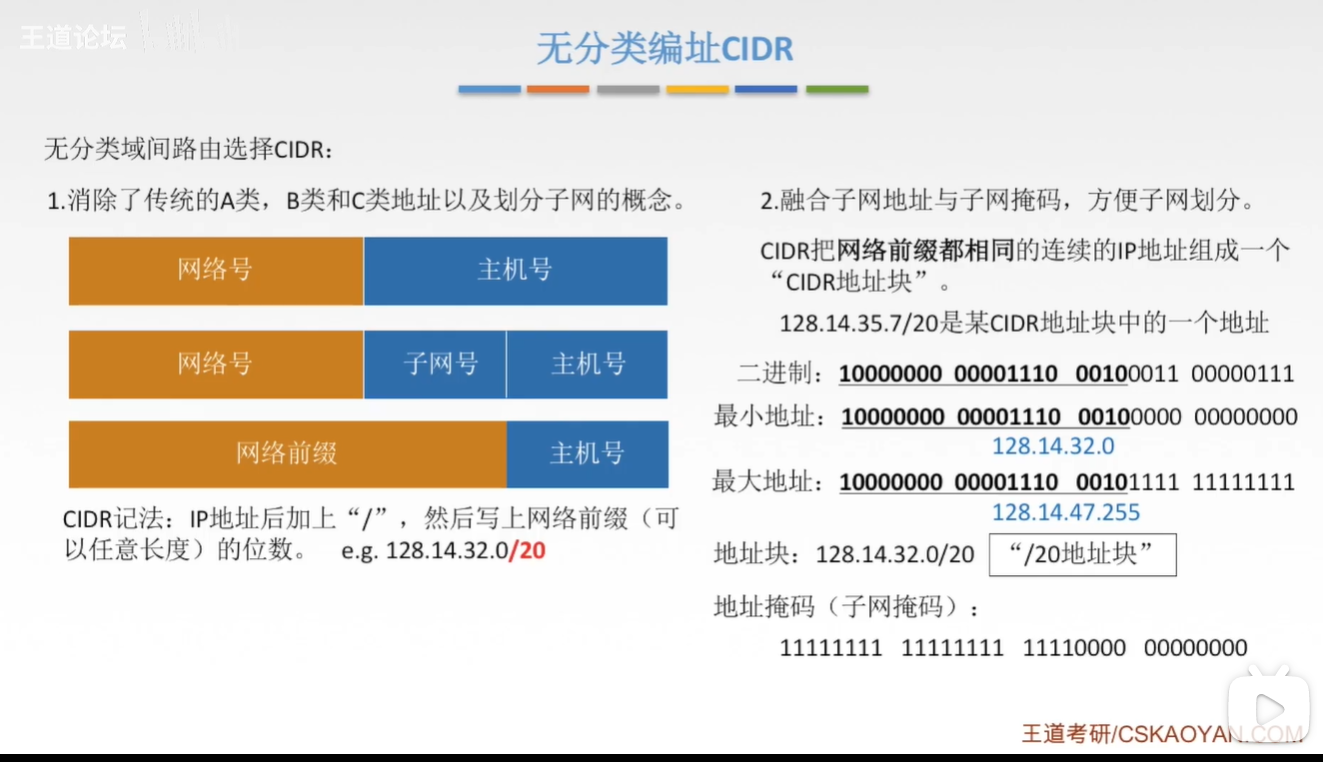 王道论坛
无分类编址CIDR
无分类域间路由选择CIDR：
1.消除了传统的A类，B类和C类地址以及划分子网的概念。
网络号 主机号
网络号 子网号 主机号
网络前缀 主机号
CIDR记法：IP地址后加上“/”，然后写上网络前缀（可
以任意长度）的位数。 e.g. 128.14.32.0/20
2.融合子网地址与子网掩码，方便子网划分。
CIDR把网络前缀都相同的连续的IP地址组成一个
“CIDR地址块”。
128.14.35.7/20是某CIDR地址块中的一个地址
二进制：10000000 00001110 00100011 00000111
最小地址：10000000 00001110 00100000 00000000
128.14.32.0
最大地址：10000000 00001110 00101111 11111111
128.14.47.255
地址块：128.14.32.0/20 “/20地址块”
地址掩码（子网掩码）：
11111111 11111111 11110000 00000000
王道考研/CSKAOYAN.COM